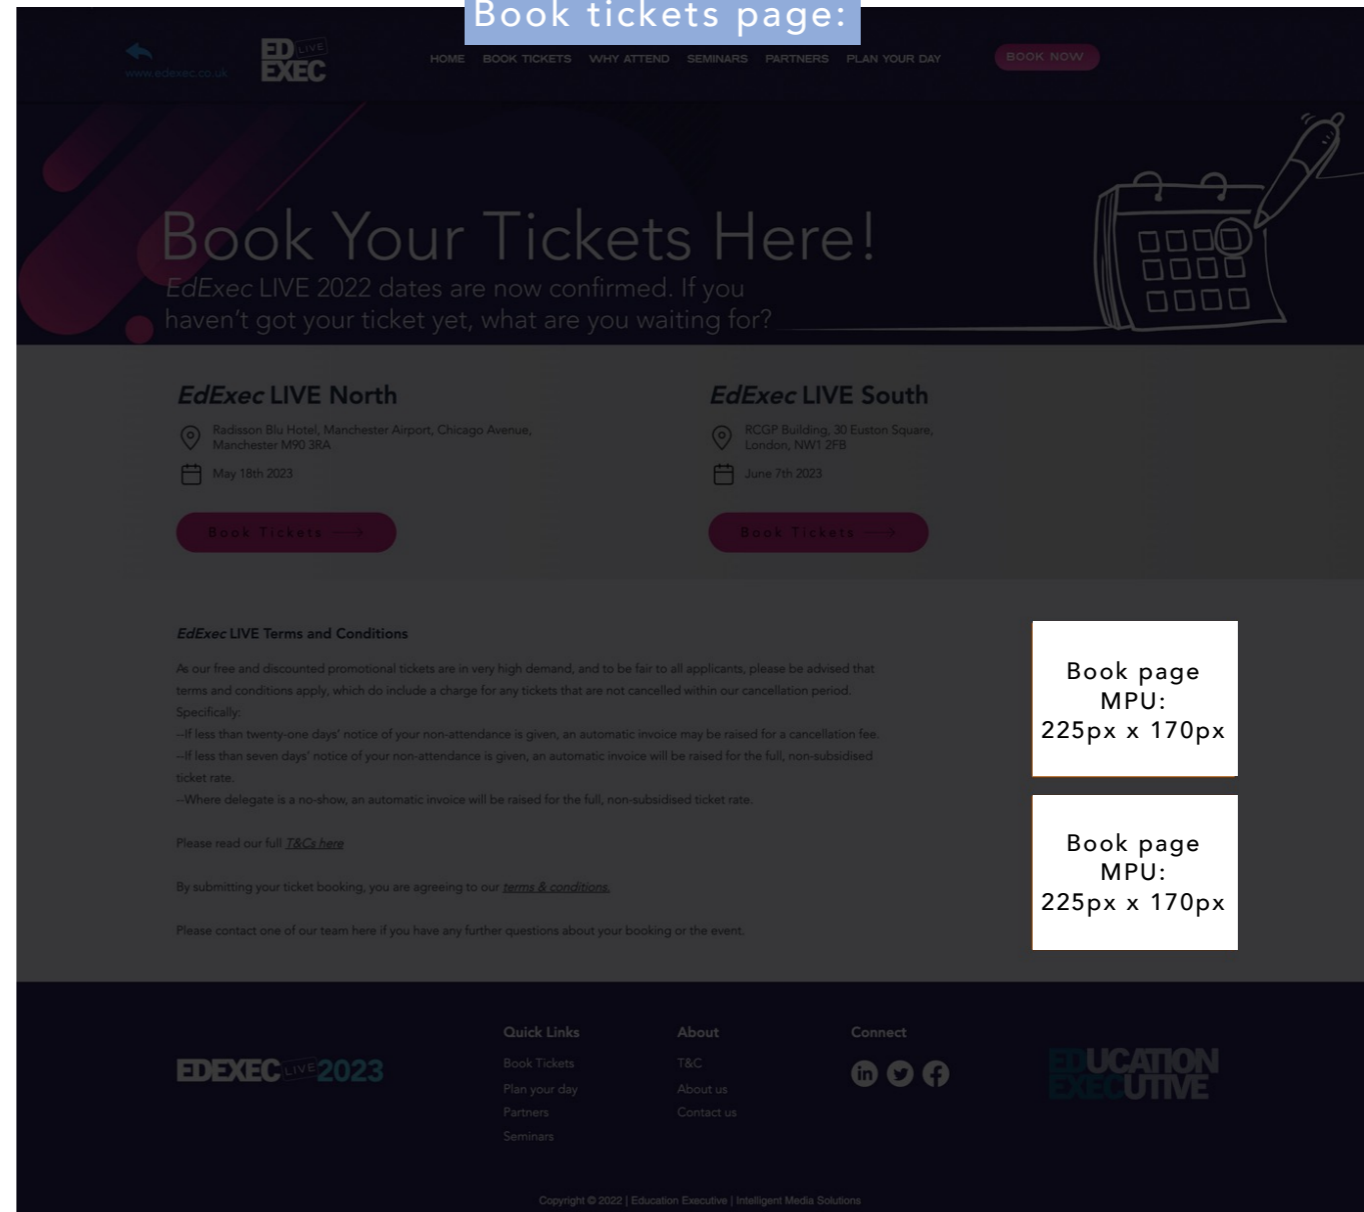 Book tickets page:
www.edexec.co.uk
ED LIVE
EXEC
HOME BOOK TICKETS WHY ATTEND SEMINARS PARTNERS PLAN YOUR DAY
BOOK NOW
Book Your Tickets Here!
EdExec LIVE 2022 dates are now confirmed. If you
haven't got your ticket yet, what are you waiting for?
EdExec LIVE North
Radisson Blu Hotel, Manchester Airport, Chicago Avenue,
Manchester M90 3RA
May 18th 2023
Book Tickets
EdExec LIVE South
RCGP Building, 30 Euston Square,
London, NW1 2FB
June 7th 2023
Book Tickets
EdExec LIVE Terms and Conditions
As our free and discounted promotional tickets are in very high demand, and to be fair to all applicants, please be advised that
terms and conditions apply, which do include a charge for any tickets that are not cancelled within our cancellation period.
Specifically:
--If less than twenty-one days' notice of your non-attendance is given, an automatic invoice may be raised for a cancellation fee.
--If less than seven days' notice of your non-attendance is given, an automatic invoice will be raised for the full, non-subsidised
ticket rate.
--Where delegate is a no-show, an automatic invoice will be raised for the full, non-subsidised ticket rate.
Please read our full T&Cs here
By submitting your ticket booking, you are agreeing to our terms & conditions.
Please contact one of our team here if you have any further questions about your booking or the event.
Book page
MPU:
225px x 170px
Book page
MPU:
225px x 170px
EDEXEC LIVE 2023
Quick Links
Book Tickets
Plan your day
Partners
Seminars
About
T&C
About us
Contact us
Connect
in
EDUCATION
EXECUTIVE
Copyright © 2022 | Education Executive | Intelligent Media Solutions